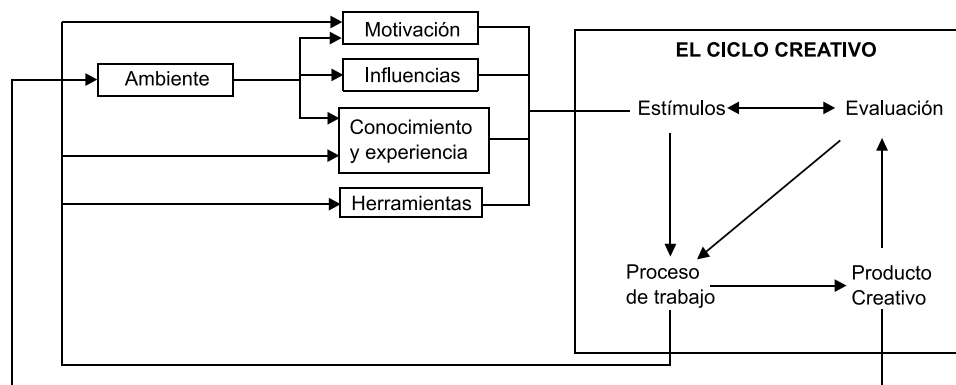 Motivación
EL CICLO CREATIVO
Ambiente
Influencias
Estímulos
Evaluación
Conocimiento
y experiencia
Herramientas
Proceso
de trabajo
Producto
Creativo